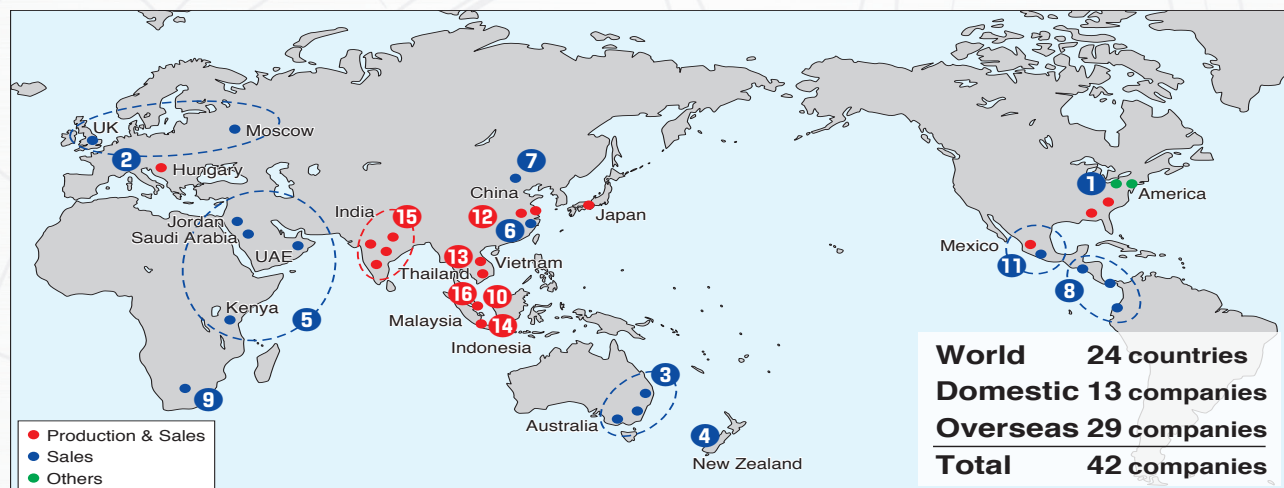 UK
Moscow
2
Hungary
7
China
Japan
1
America
Jordan
Saudi Arabia
UAE
India
15
12
6
Mexico
11
8
13
Vietnam
Thailand
16
10
Malaysia
14
Indonesia
Kenya
5
9
3
Australia
4
New Zealand
World 24 countries
Domestic 13 companies
Overseas 29 companies
Total 42 companies
Production & Sales
Sales
Others